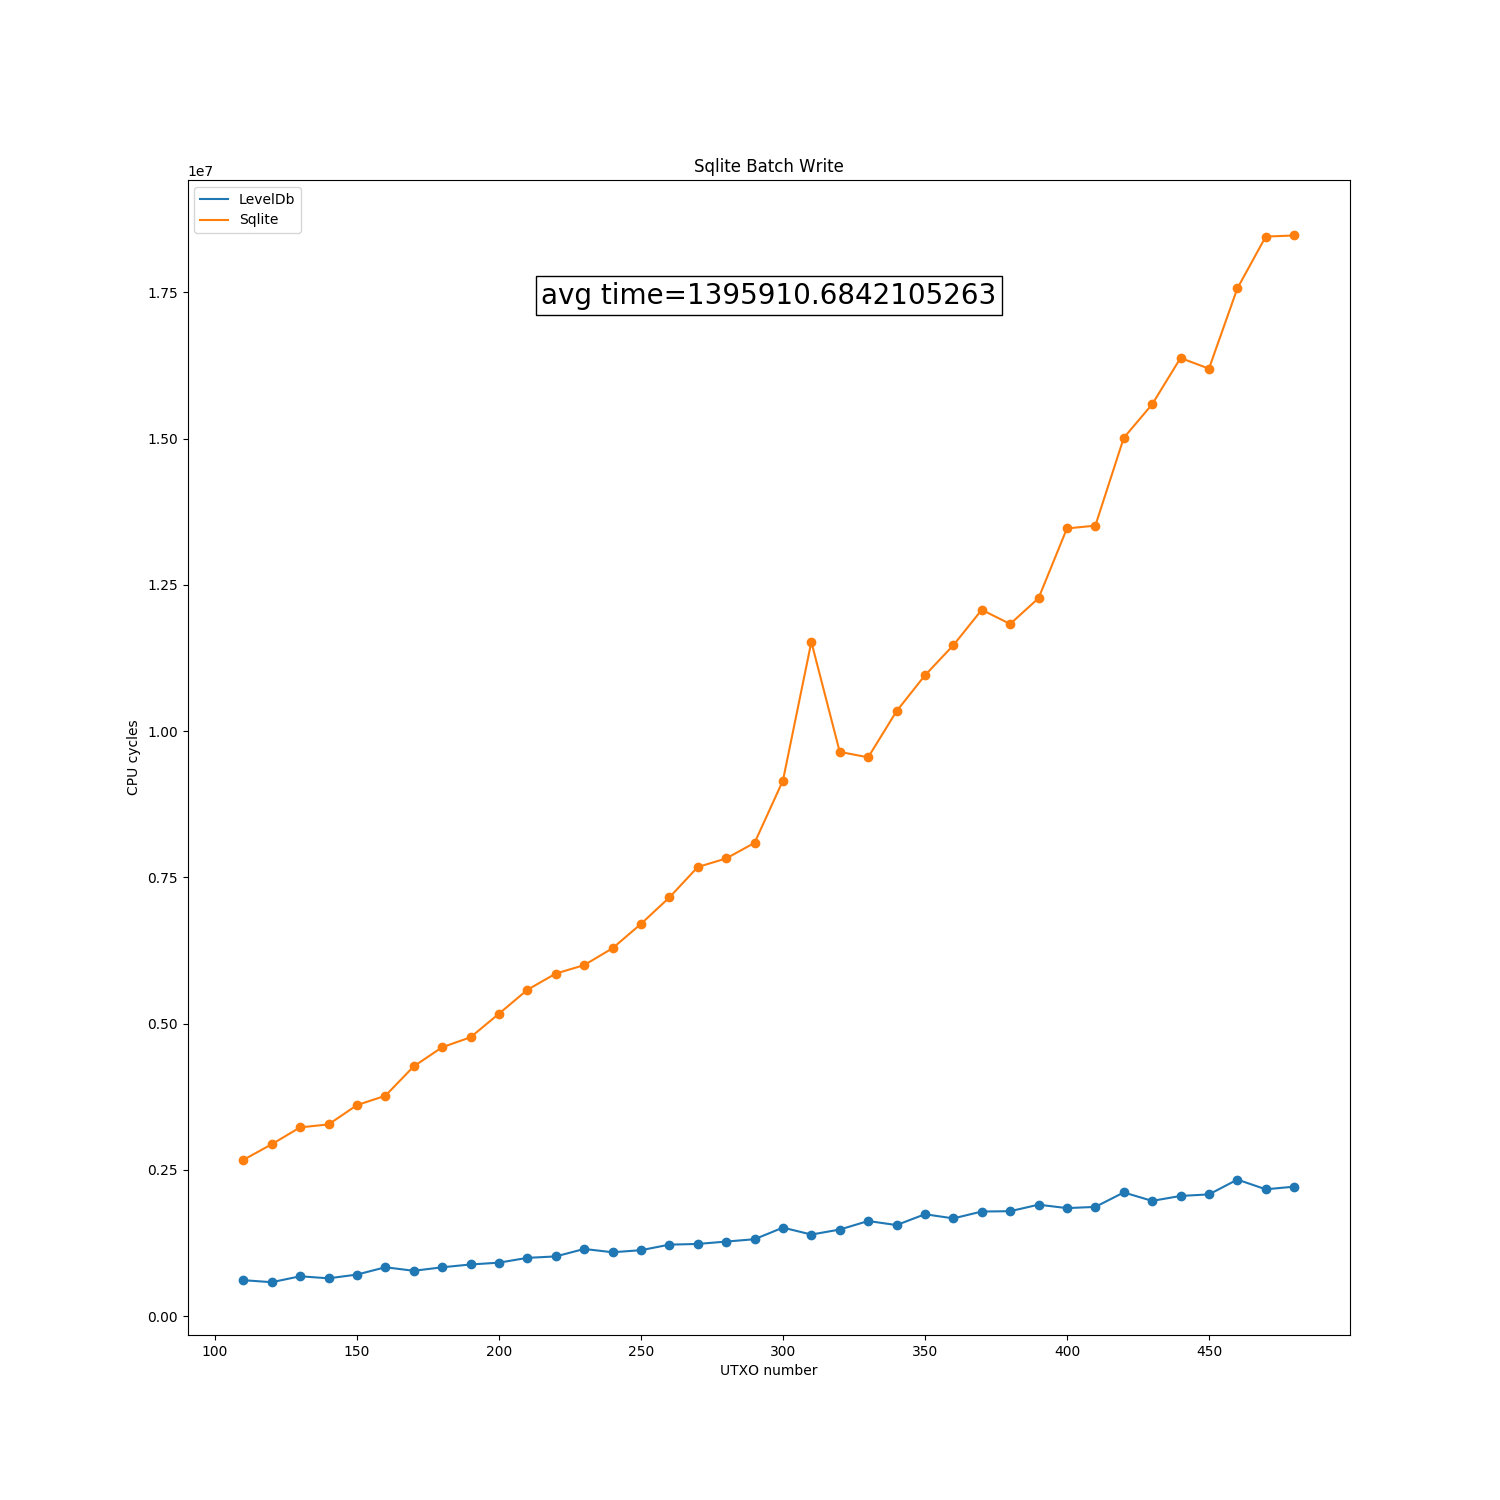 Sqlite Batch Write
1e7
LevelDb
Sqlite
avg time=1395910.6842105263
1.75
1.50
1.25
1.00
0.75
0.50
0.25
0.00
CPU cycles
100 150 200 250 300 350 400 450
UTXO number